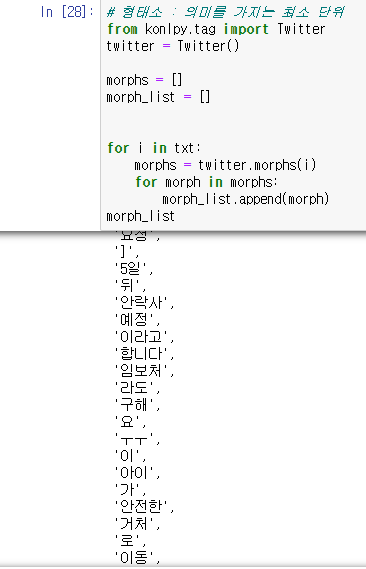 In [28]: # 형태소 : 의미를 가지는 최소 단위
from konlpy.tag import Twitter
twitter = Twitter()
morphs = []
morph_list = []
for i in txt:
morphs = twitter.morphs(i)
for morph in morphs:
morph_list.append(morph)
morph_list
'요청',
']',
'5일',
'뒤',
'안락사',
'예정',
'이라고',
'합니다',
'임보처',
'라도',
'구해',
'요',
'ㅜㅜ',
'이',
'아이',
'가',
'안전한',
'거처',
'로',
'이동',